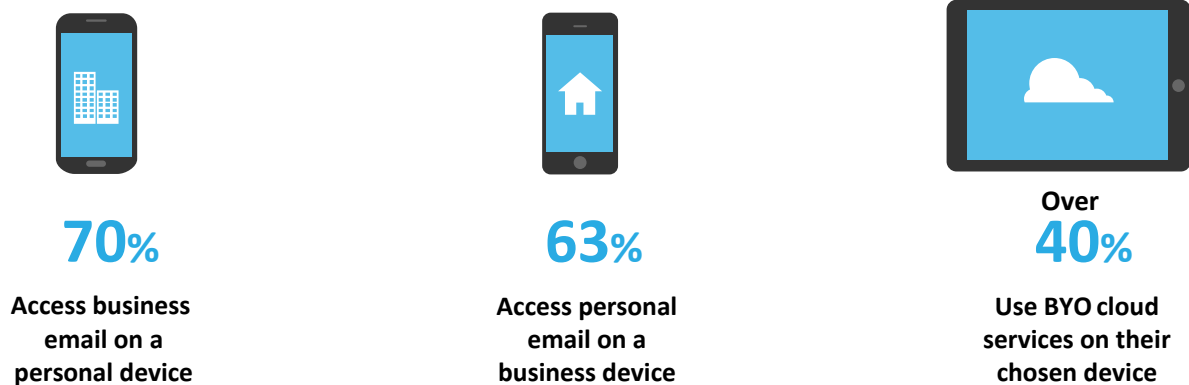 70%
Access business
email on a
personal device
63%
Access personal
email on a
business device
Over
40%
Use BYO cloud
services on their
chosen device